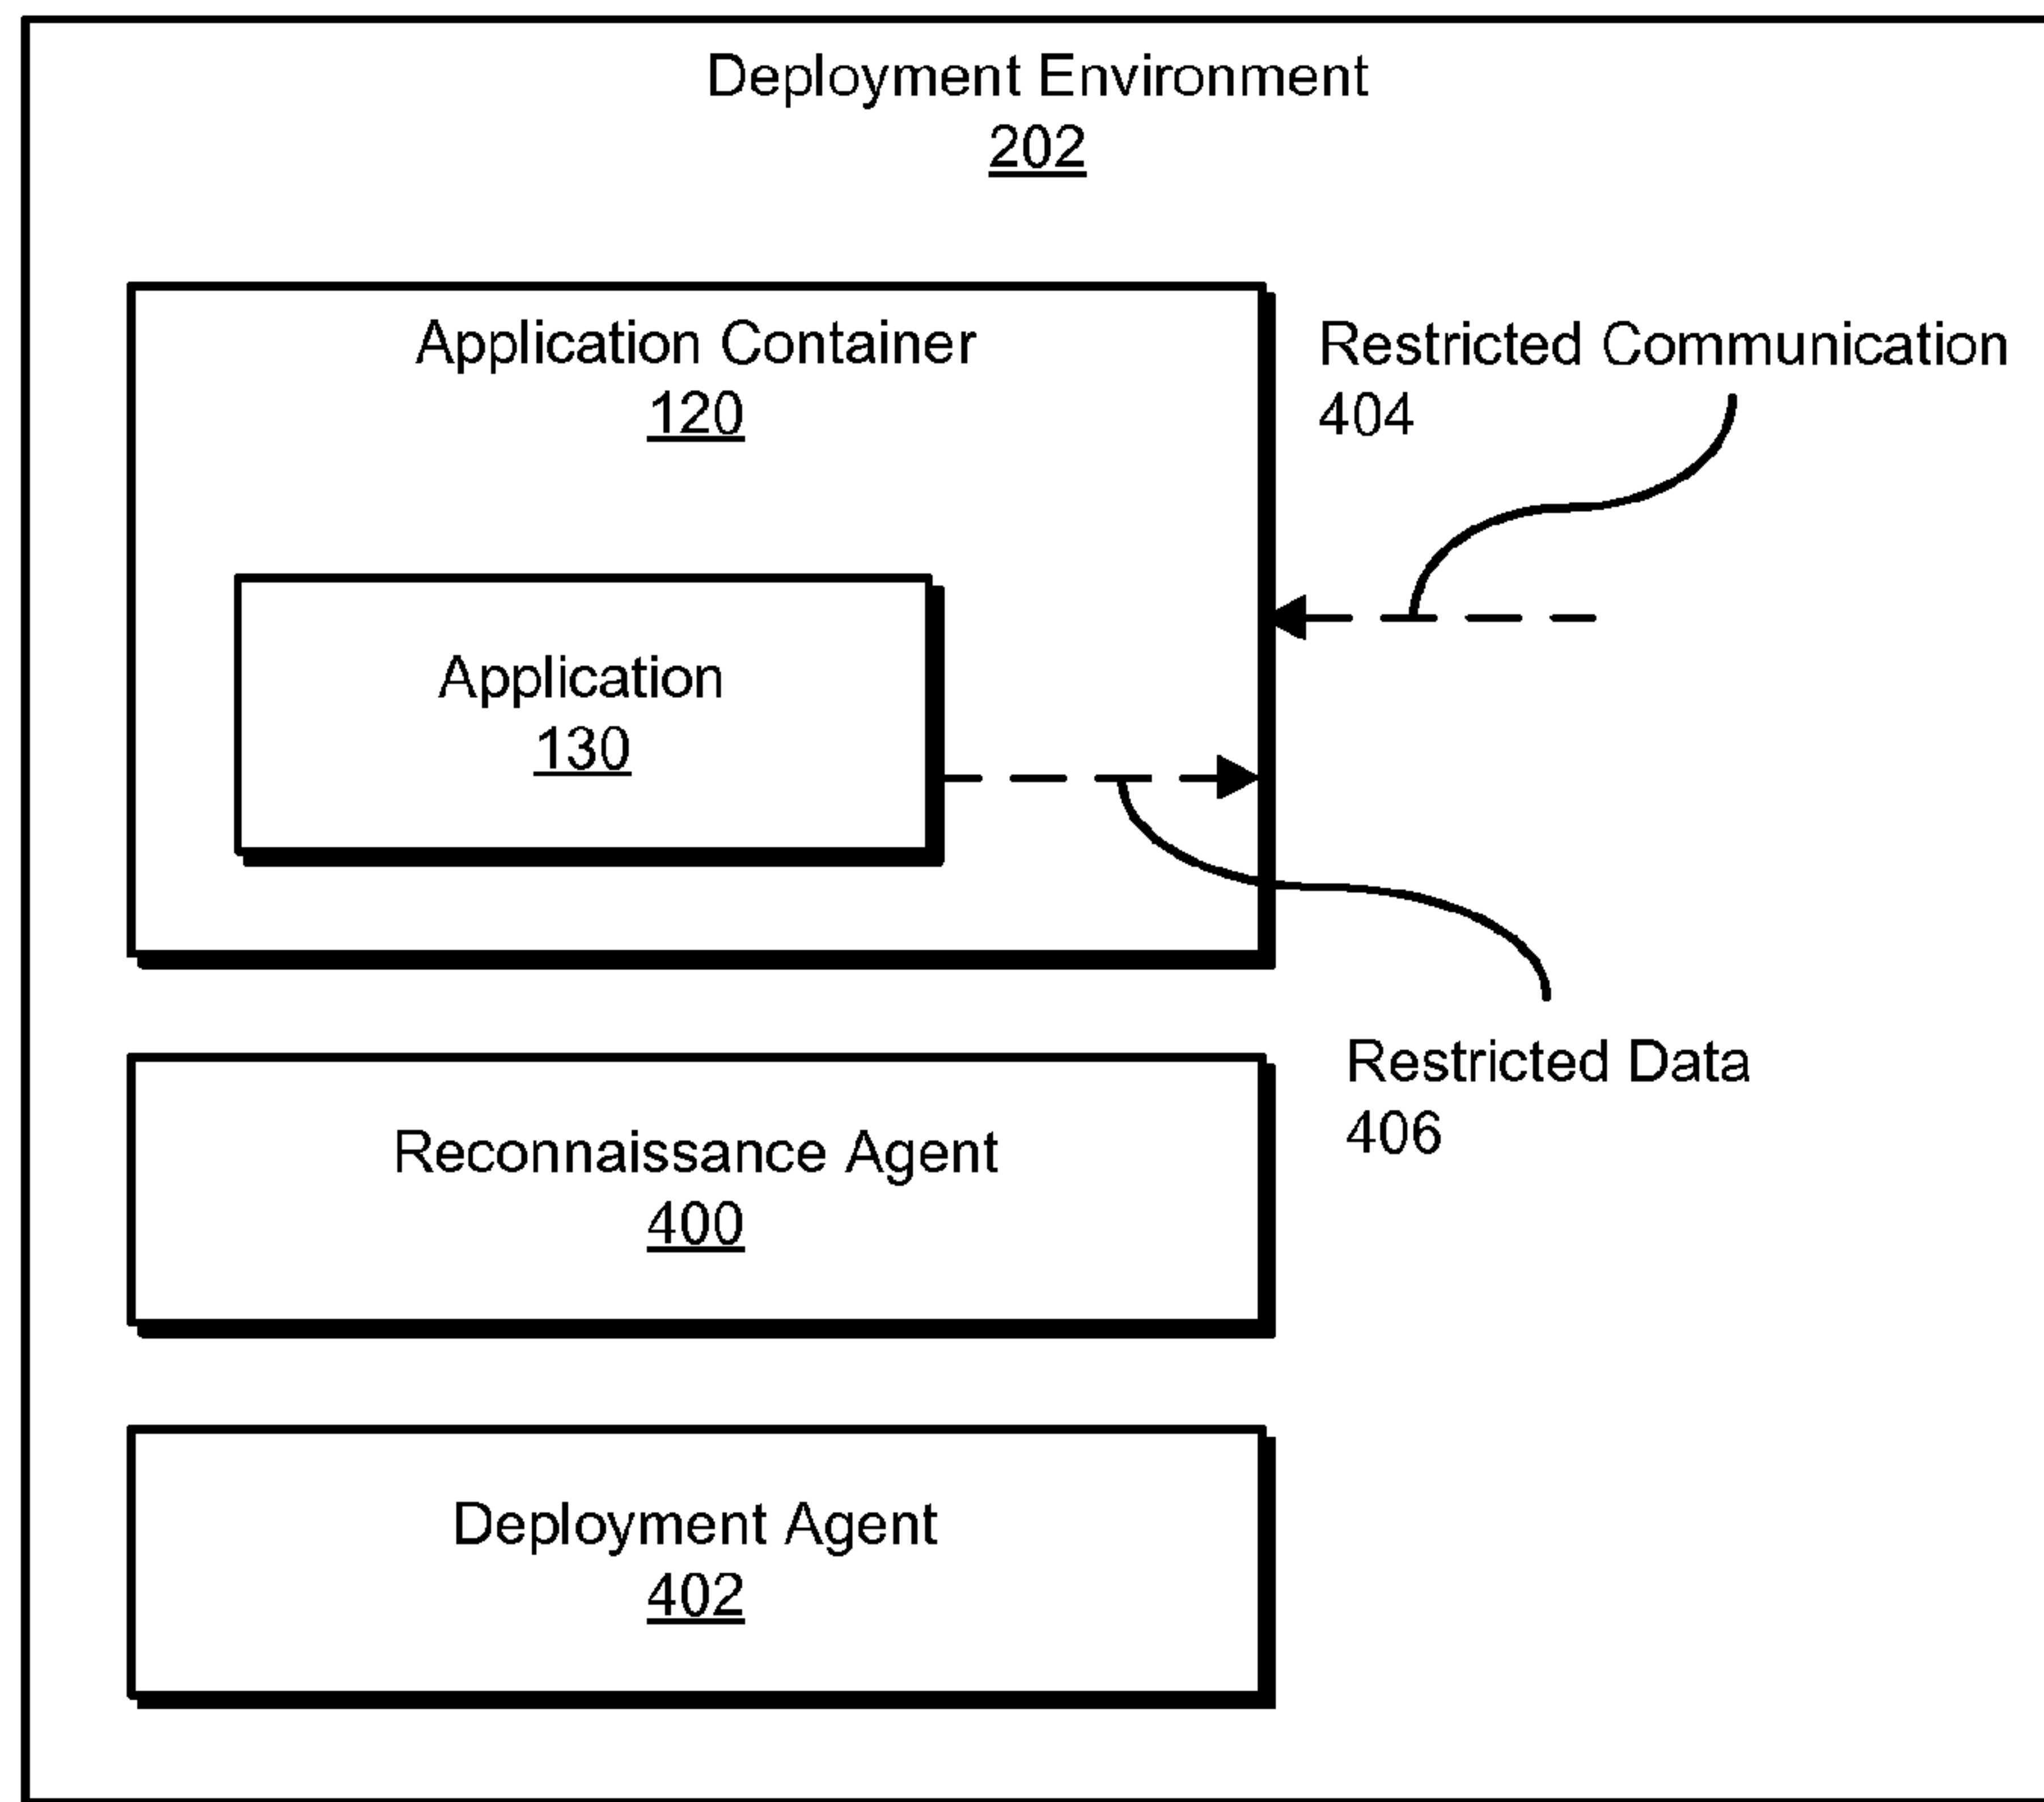 Deployment Environment
202
Application Container
120
Restricted Communication
404
Application
130
Restricted Data
406
Reconnaissance Agent
400
Deployment Agent
402